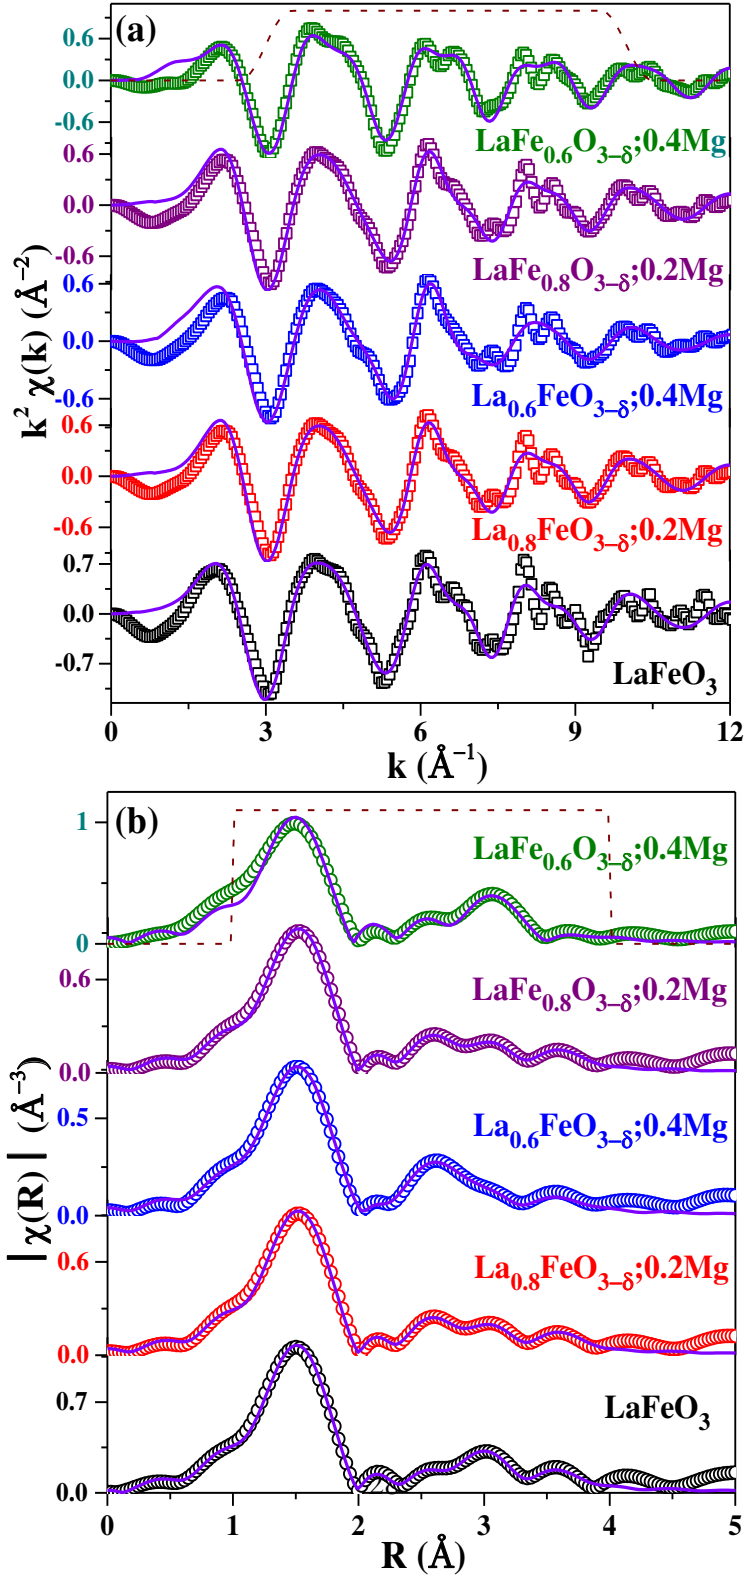 (a)
0.6
0.0
-0.6
LaFe0.6O3–δ;0.4Mg
0.6
0.0
-0.6
LaFe0.8O3–δ;0.2Mg
0.6
0.0
-0.6
La0.6FeO3–δ;0.4Mg
0.6
0.0
-0.6
La0.8FeO3–δ;0.2Mg
0.7
0.0
-0.7
LaFeO3
k2 χ(k) (Å–2)
0 3 6 9 12
k (Å–1)
(b)
1
0
LaFe0.6O3–δ;0.4Mg
0.6
0.0
LaFe0.8O3–δ;0.2Mg
0.5
0.0
La0.6FeO3–δ;0.4Mg
0.6
0.0
La0.8FeO3–δ;0.2Mg
0.7
0.0
LaFeO3
|χ(R)| (Å–3)
0 1 2 3 4 5
R (Å)